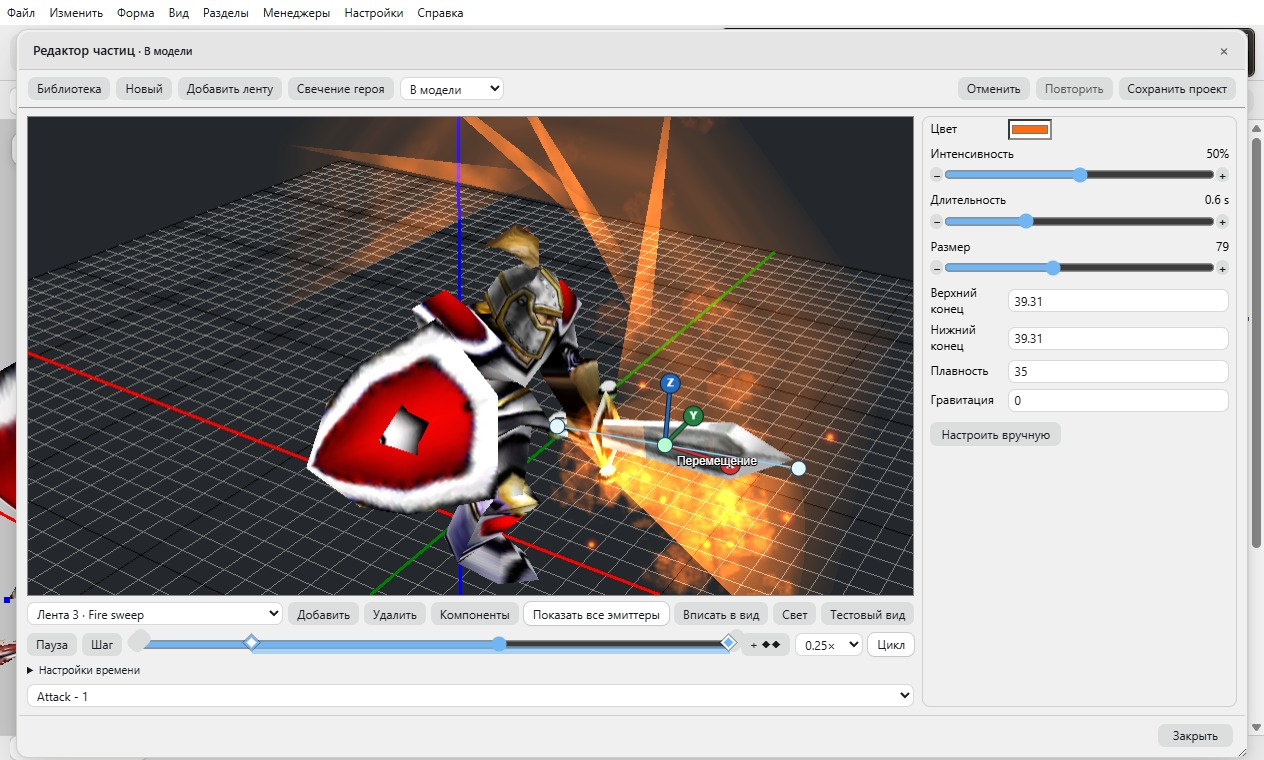 Файл Изменить Форма Вид Разделы Менеджеры Настройки Справка
Редактор частиц · В модели
×
Библиотека Новый Добавить ленту Свечение героя В модели Отменить Повторить Сохранить проект
Цвет
Интенсивность 50%
− +
Длительность 0.6 s
− +
Размер 79
− +
Верхний конец 39.31
Нижний конец 39.31
Плавность 35
Гравитация 0
Настроить вручную
Z
Y
Перемещение
Лента 3 · Fire sweep Добавить Удалить Компоненты Показать все эмиттеры Вписать в вид Свет Тестовый вид
Пауза Шаг + ◆◆ 0.25× Цикл
▶ Настройки времени
Attack - 1
Закрыть